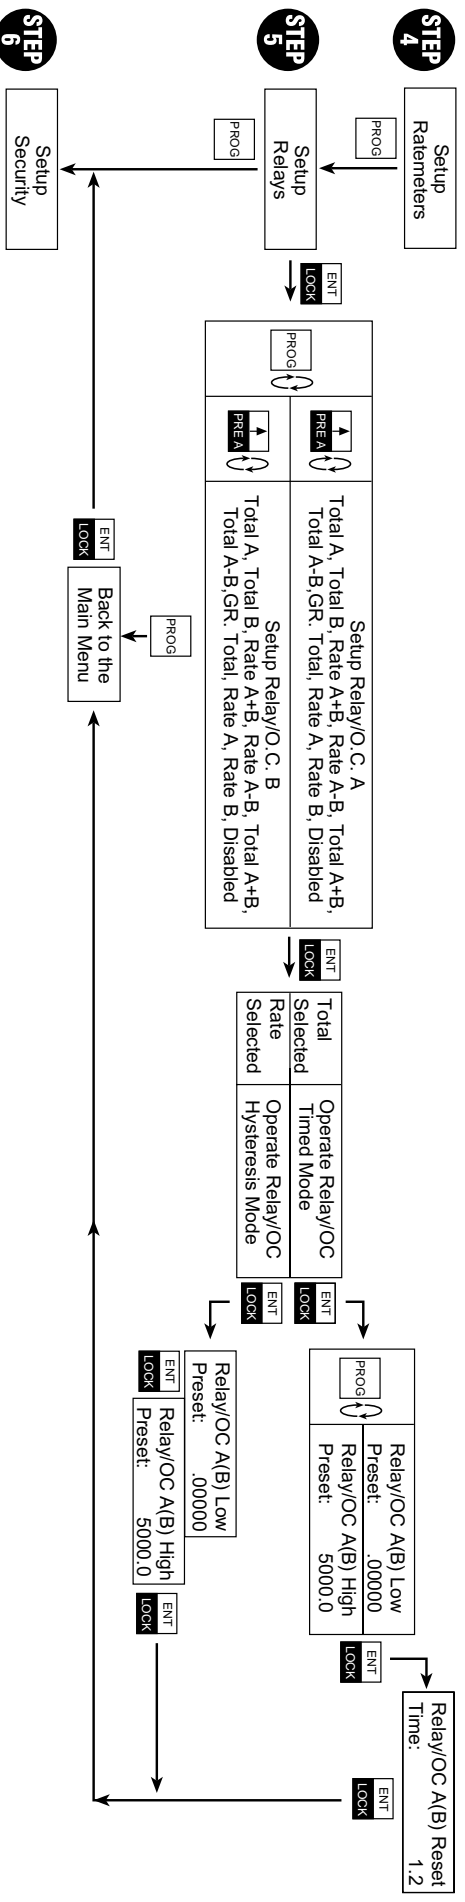 STEP
4
Setup
Ratemeters
PROG
STEP
5
Setup
Relays
PROG
STEP
6
Setup
Security
ENT
LOCK
PROG
PRE A
Setup Relay/O.C. A
Total A, Total B, Rate A+B, Rate A-B, Total A+B,
Total A-B,GR. Total, Rate A, Rate B, Disabled
PRE A
Setup Relay/O.C. B
Total A, Total B, Rate A+B, Rate A-B, Total A+B,
Total A-B,GR. Total, Rate A, Rate B, Disabled
PROG
Back to the
Main Menu
ENT
LOCK
ENT
LOCK
Total
Selected
Operate Relay/OC
Timed Mode
Rate
Selected
Operate Relay/OC
Hysteresis Mode
ENT
LOCK
ENT
LOCK
PROG
Relay/OC A(B) Low
Preset: .00000
Relay/OC A(B) High
Preset: 5000.0
ENT
LOCK
Relay/OC A(B) Reset
Time: 1.2
ENT
LOCK
Relay/OC A(B) Low
Preset: .00000
ENT
LOCK
Relay/OC A(B) High
Preset: 5000.0
ENT
LOCK